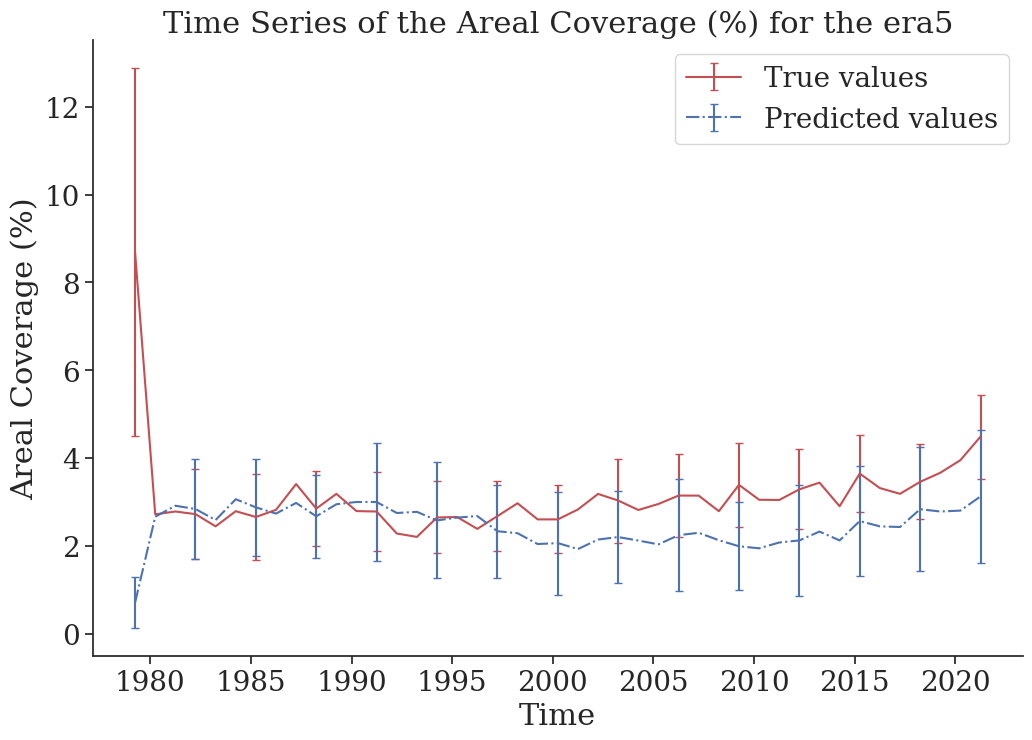 Time Series of the Areal Coverage (%) for the era5
True values
Predicted values
Areal Coverage (%)
12
10
8
6
4
2
0
1980 1985 1990 1995 2000 2005 2010 2015 2020
Time